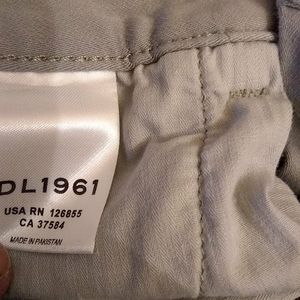 DL1961
USA RN 126855
CA 37584
MADE IN PAKISTAN